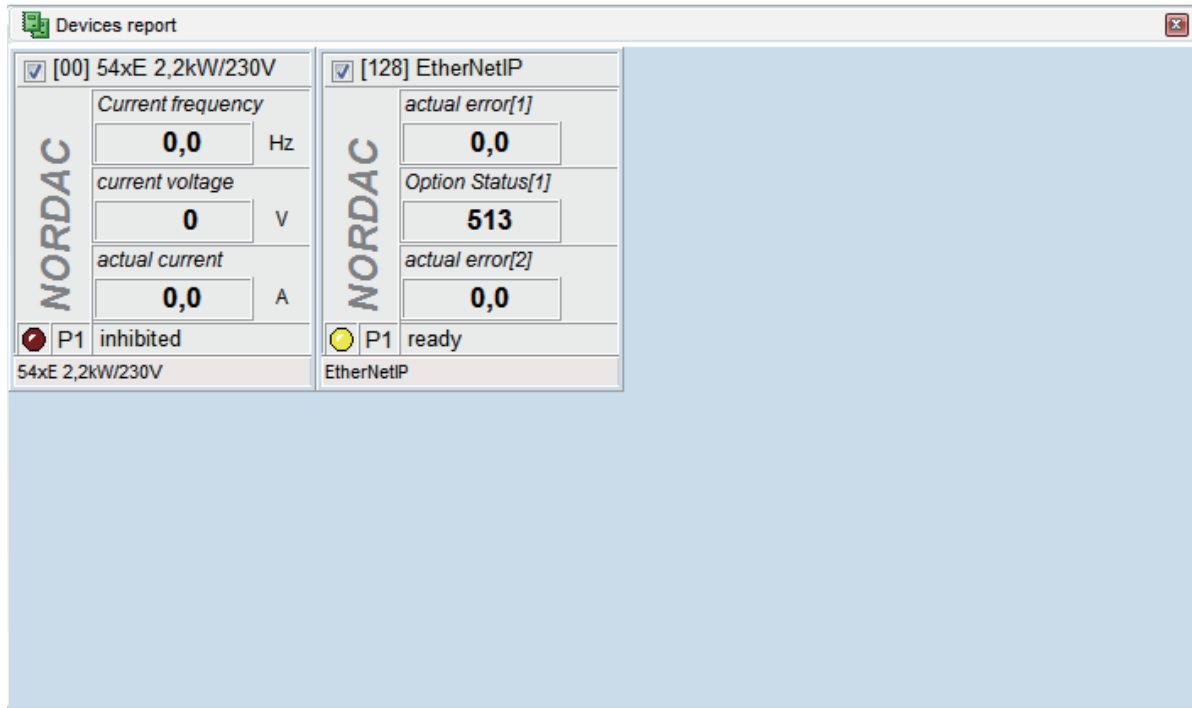 Devices report
[00] 54xE 2,2kW/230V
NORDAC
Current frequency
0,0 Hz
current voltage
0 V
actual current
0,0 A
P1 inhibited
54xE 2,2kW/230V
[128] EtherNetIP
NORDAC
actual error[1]
0,0
Option Status[1]
513
actual error[2]
0,0
P1 ready
EtherNetIP